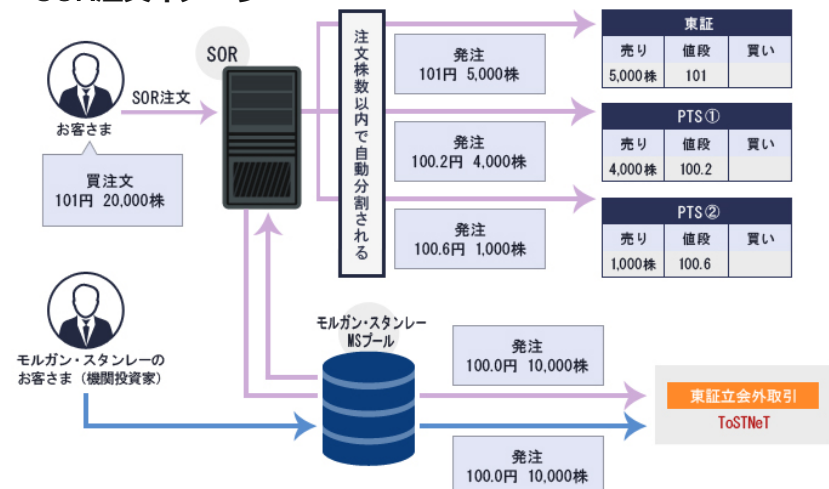 SOR
SOR注文
お客さま
買注文
101円 20,000株
注文株数以内で自動分割される
発注
101円 5,000株
発注
100.2円 4,000株
発注
100.6円 1,000株
東証
売り 値段 買い
5,000株 101
PTS①
売り 値段 買い
4,000株 100.2
PTS②
売り 値段 買い
1,000株 100.6
モルガン・スタンレーの
お客さま（機関投資家）
モルガン・スタンレー
MSプール
発注
100.0円 10,000株
発注
100.0円 10,000株
東証立会外取引
ToSTNeT